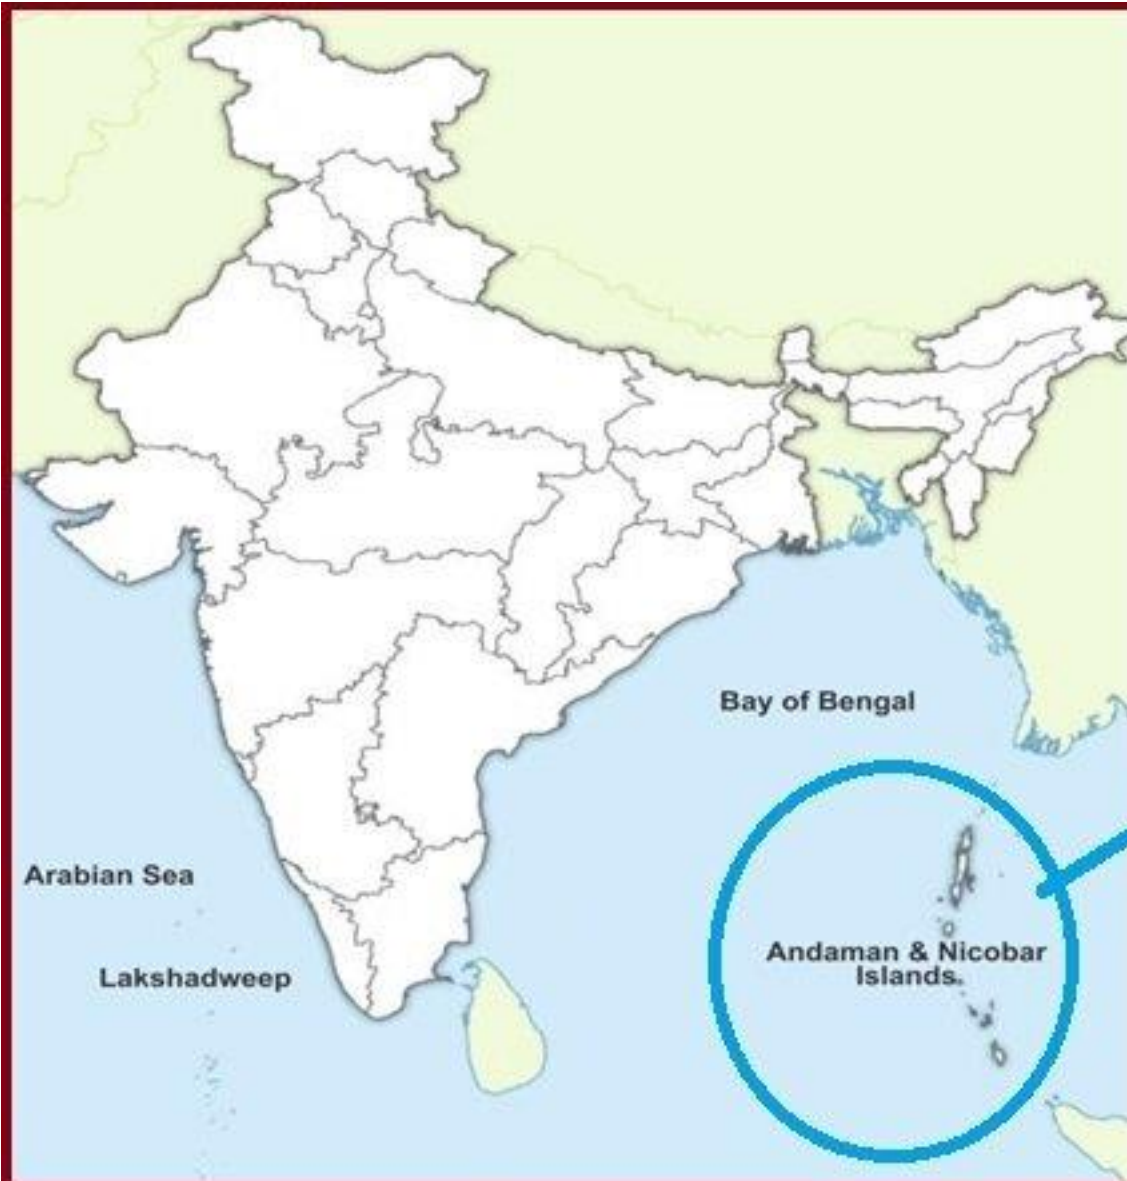 Bay of Bengal
Arabian Sea
Andaman & Nicobar
Islands.
Lakshadweep